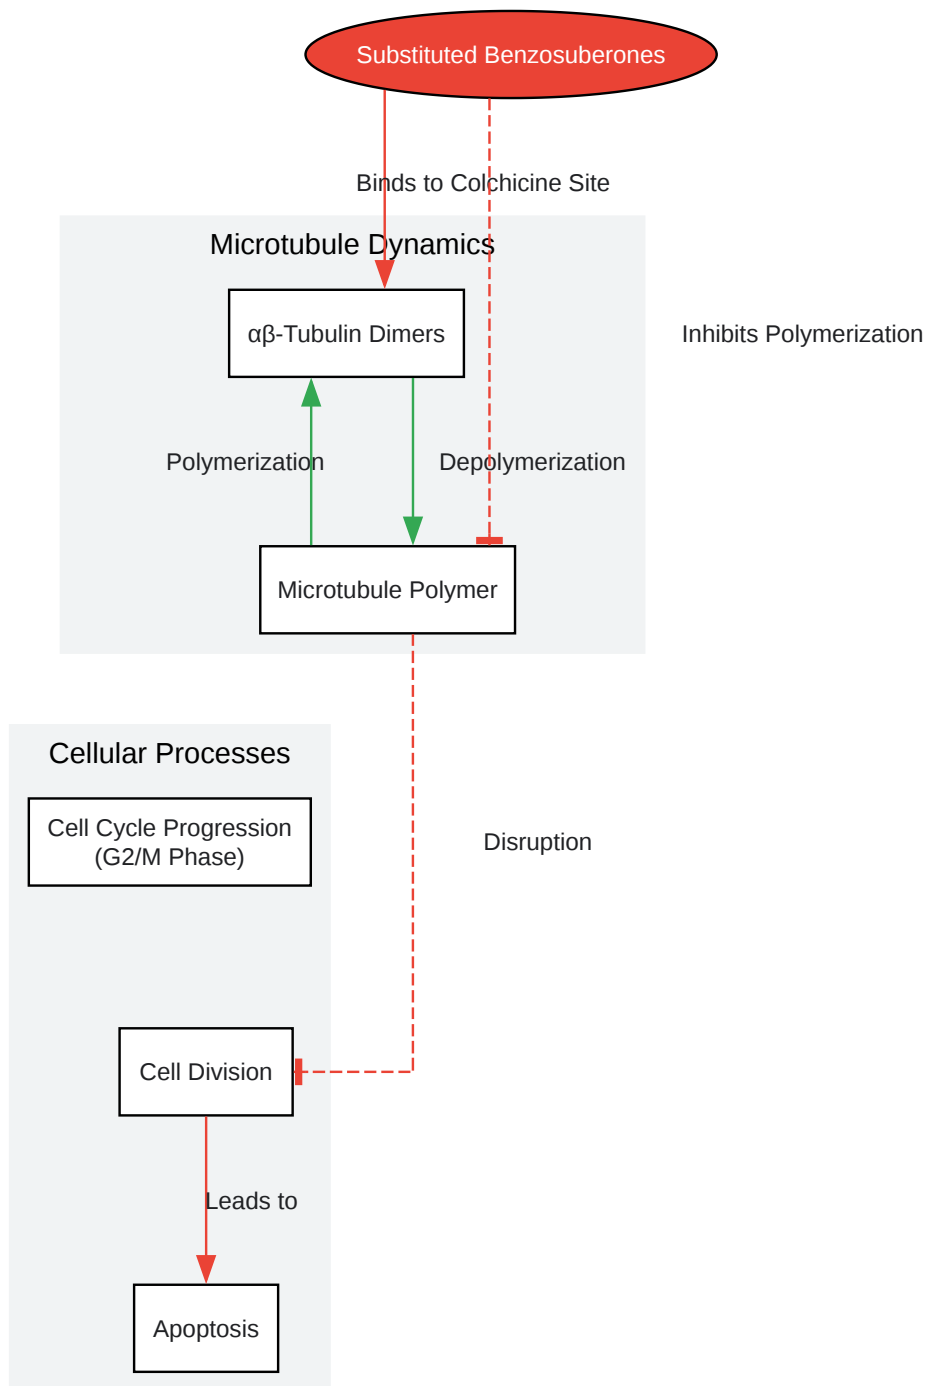 Substituted Benzosuberones
Binds to Colchicine Site
Microtubule Dynamics
αβ-Tubulin Dimers
Inhibits Polymerization
Polymerization
Depolymerization
Microtubule Polymer
Cellular Processes
Cell Cycle Progression
(G2/M Phase)
Disruption
Cell Division
Leads to
Apoptosis